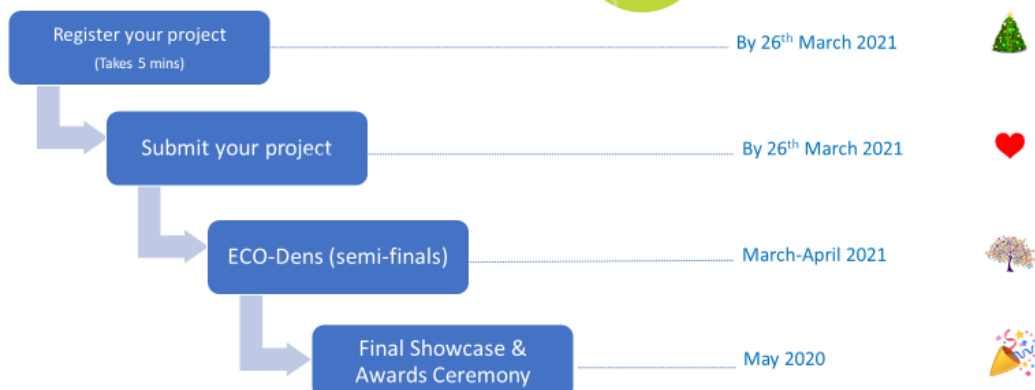 Register your project
(Takes 5 mins)
By 26th March 2021
Submit your project
By 26th March 2021
ECO-Dens (semi-finals)
March-April 2021
Final Showcase &
Awards Ceremony
May 2020